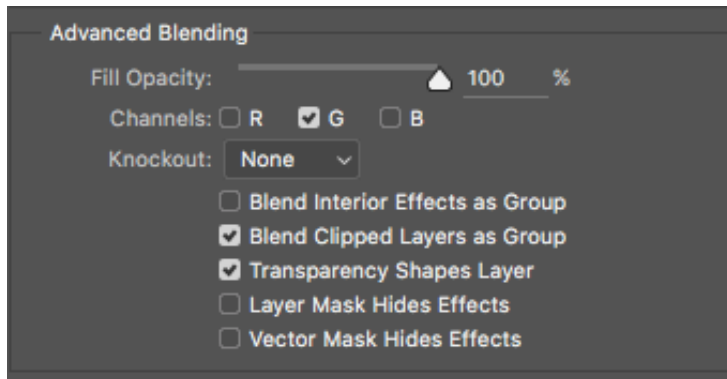 Advanced Blending
Fill Opacity: 100 %
Channels: R G B
Knockout: None
Blend Interior Effects as Group
Blend Clipped Layers as Group
Transparency Shapes Layer
Layer Mask Hides Effects
Vector Mask Hides Effects